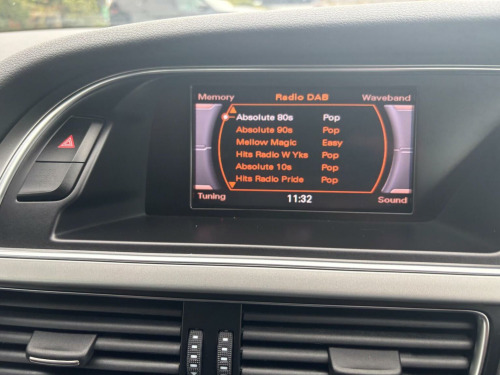 Memory Radio DAB Waveband
Absolute 80s Pop
Absolute 90s Pop
Mellow Magic Easy
Hits Radio W Yks Pop
Absolute 10s Pop
Hits Radio Pride Pop
Tuning 11:32 Sound